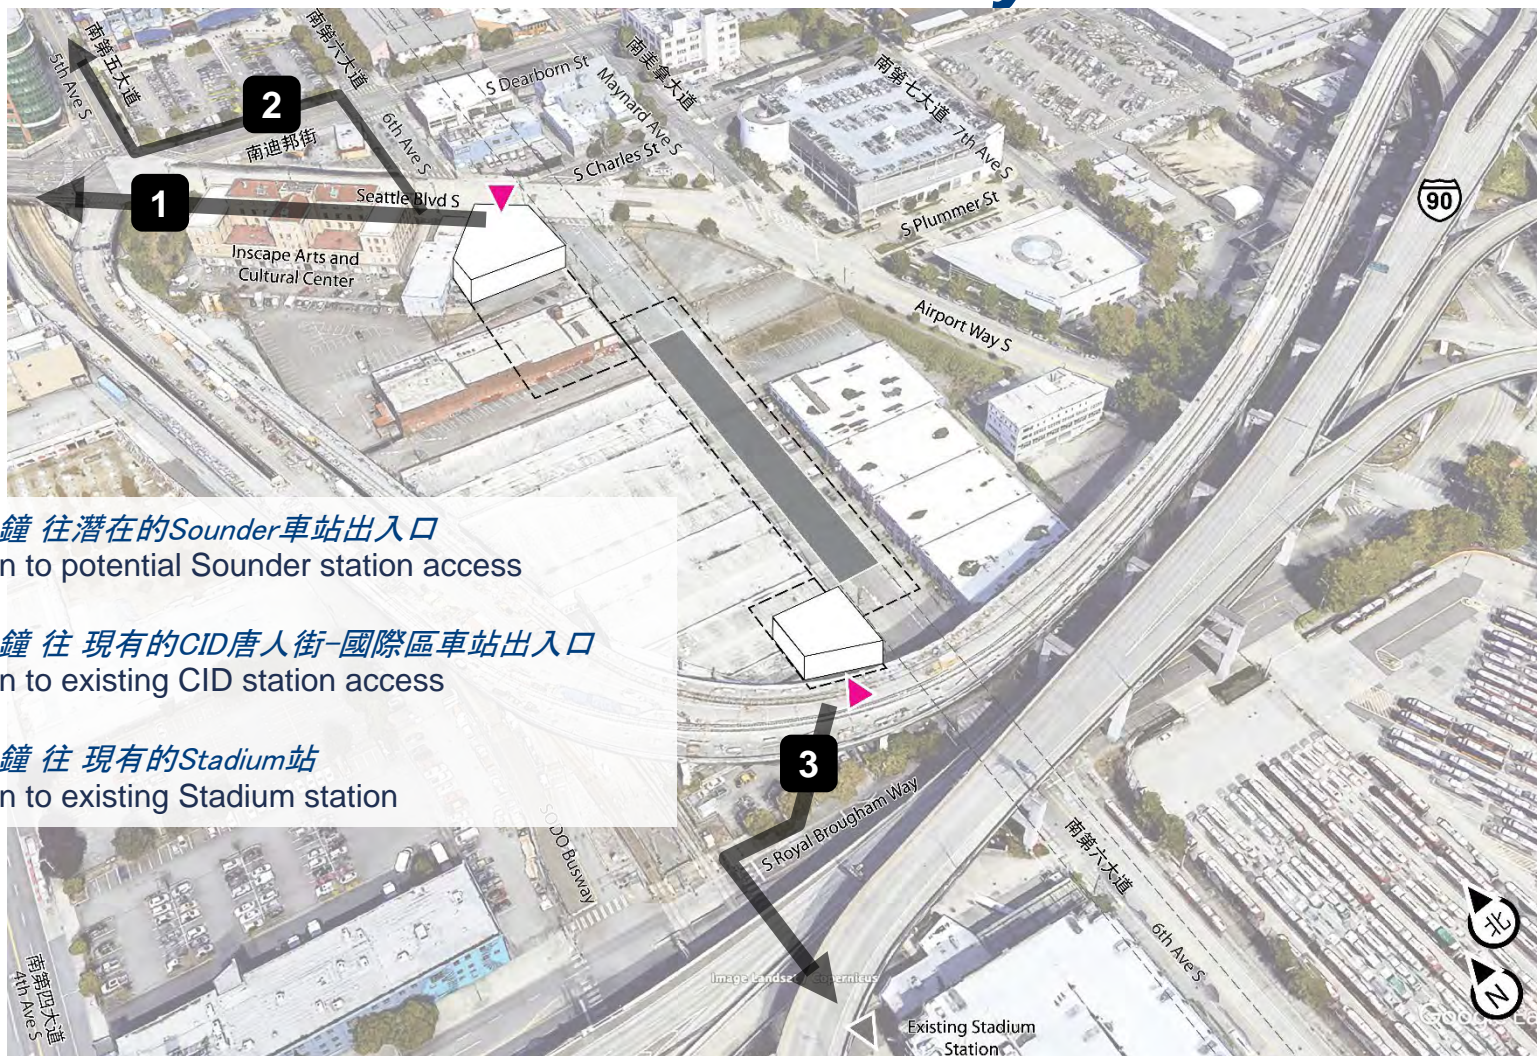 南第五大道
5th Ave S
2
南第六大道
6th Ave S
南迪邦街
S Dearborn St
Maynard Ave S
南美拿大道
南第七大道
7th Ave S
S Charles St
1
Seattle Blvd S
Inscape Arts and
Cultural Center
S Plummer St
90
Airport Way S
鐘 往潛在的Sounder車站出入口
n to potential Sounder station access
鐘 往 現有的CID唐人街-國際區車站出入口
n to existing CID station access
鐘 往 現有的Stadium站
n to existing Stadium station
3
S Royal Brougham Way
SODO Busway
南第六大道
6th Ave S
南第四大道
4th Ave S
Existing Stadium
Station
北
N